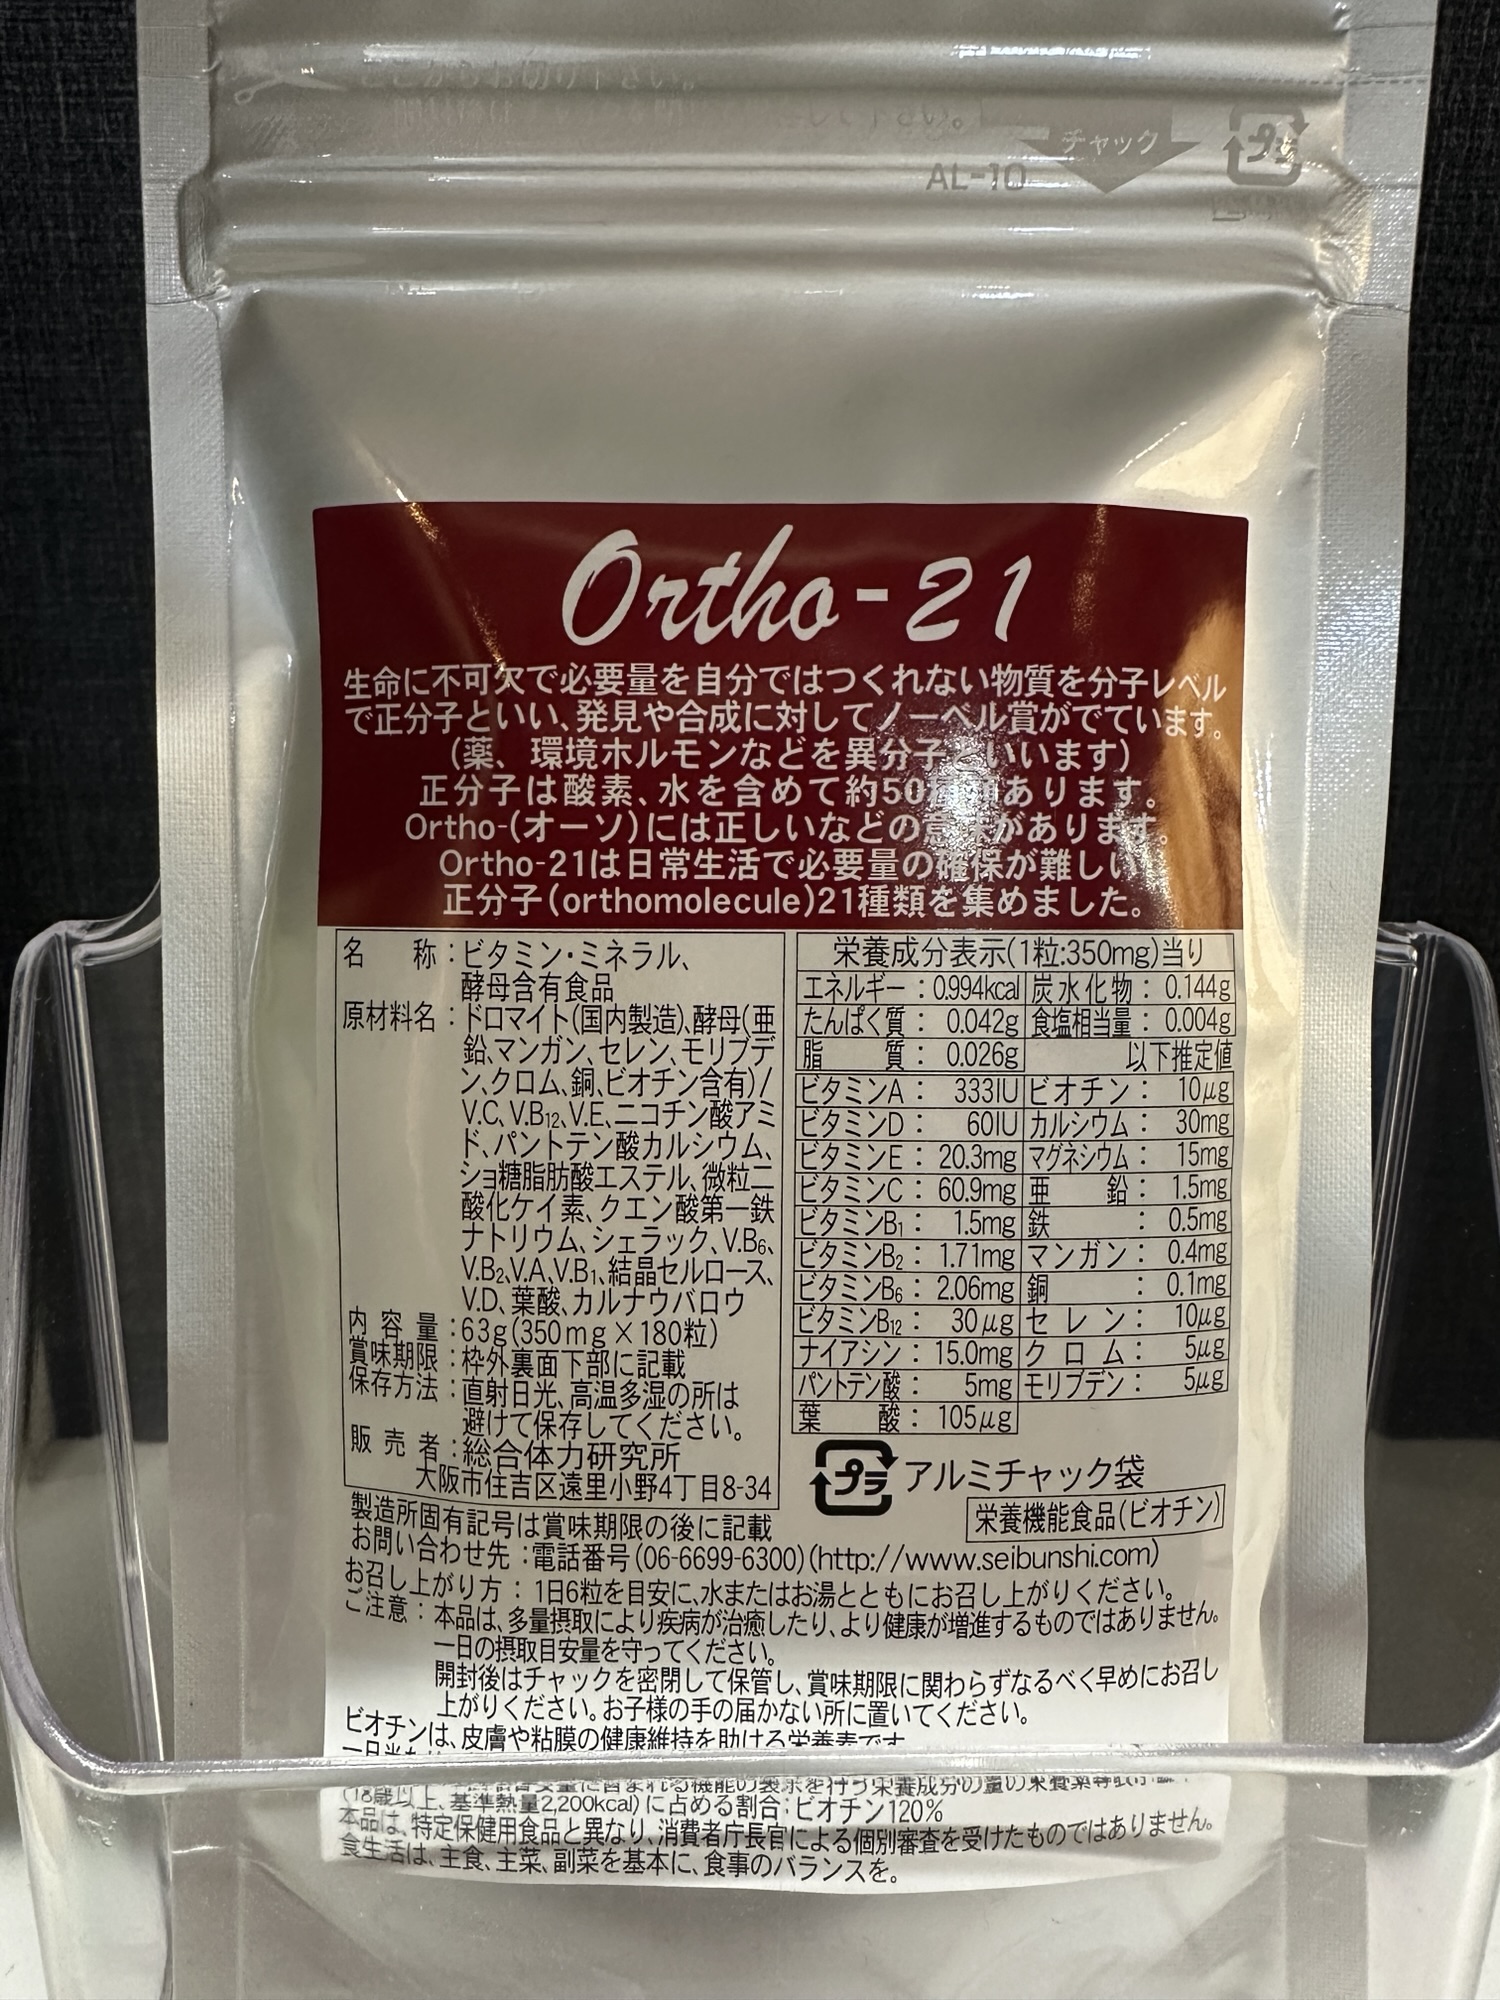 ここからお切り下さい。
チャック
プラ
AL-10
Ortho-21
生命に不可欠で必要量を自分ではつくれない物質を分子レベル
で正分子といい、発見や合成に対してノーベル賞がでています。
(薬、環境ホルモンなどを異分子といいます)
正分子は酸素、水を含めて約50 あります。
Ortho-(オーソ)には正しいなどの意味があります。
Ortho-21は日常生活で必要量の確保が難しい
正分子(orthomolecule)21種類を集めました。
名称:ビタミン・ミネラル、
酵母含有食品
原材料名:ドロマイト(国内製造)、酵母(亜
鉛、マンガン、セレン、モリブデ
ン、クロム、銅、ビオチン含有)/
V.C、V.B12、V.E、ニコチン酸アミ
ド、パントテン酸カルシウム、
ショ糖脂肪酸エステル、微粒二
酸化ケイ素、クエン酸第一鉄
ナトリウム、シェラック、V.B6、
V.B2、V.A、V.B1、結晶セルロース、
V.D、葉酸、カルナウバロウ
内容量:63g(350mg×180粒)
賞味期限:枠外裏面下部に記載
保存方法:直射日光、高温多湿の所は
避けて保存してください。
販売者:総合体力研究所
大阪市住吉区遠里小野4丁目8-34
栄養成分表示(1粒:350mg)当り
エネルギー:0.994kcal 炭水化物:0.144g
たんぱく質:0.042g 食塩相当量:0.004g
脂質:0.026g 以下推定値
ビタミンA:333IU ビオチン:10μg
ビタミンD:60IU カルシウム:30mg
ビタミンE:20.3mg マグネシウム:15mg
ビタミンC:60.9mg 亜鉛:1.5mg
ビタミンB1:1.5mg 鉄:0.5mg
ビタミンB2:1.71mg マンガン:0.4mg
ビタミンB6:2.06mg 銅:0.1mg
ビタミンB12:30μg セレン:10μg
ナイアシン:15.0mg クロム:5μg
パントテン酸:5mg モリブデン:5μg
葉酸:105μg
プラ アルミチャック袋
栄養機能食品(ビオチン)
製造所固有記号は賞味期限の後に記載
お問い合わせ先:電話番号(06-6699-6300)(http://www.seibunshi.com)
お召し上がり方:1日6粒を目安に、水またはお湯とともにお召し上がりください。
ご注意:本品は、多量摂取により疾病が治癒したり、より健康が増進するものではありません。
一日の摂取目安量を守ってください。
開封後はチャックを密閉して保管し、賞味期限に関わらずなるべく早めにお召し
上がりください。お子様の手の届かない所に置いてください。
ビオチンは、皮膚や粘膜の健康維持を助ける栄養素です
一日当た
に含まれる機能の表示を行う栄養成分の量の栄養素等
(18歳以上、基準熱量2,200kcal)に占める割合:ビオチン120%
本品は、特定保健用食品と異なり、消費者庁長官による個別審査を受けたものではありません。
食生活は、主食、主菜、副菜を基本に、食事のバランスを。